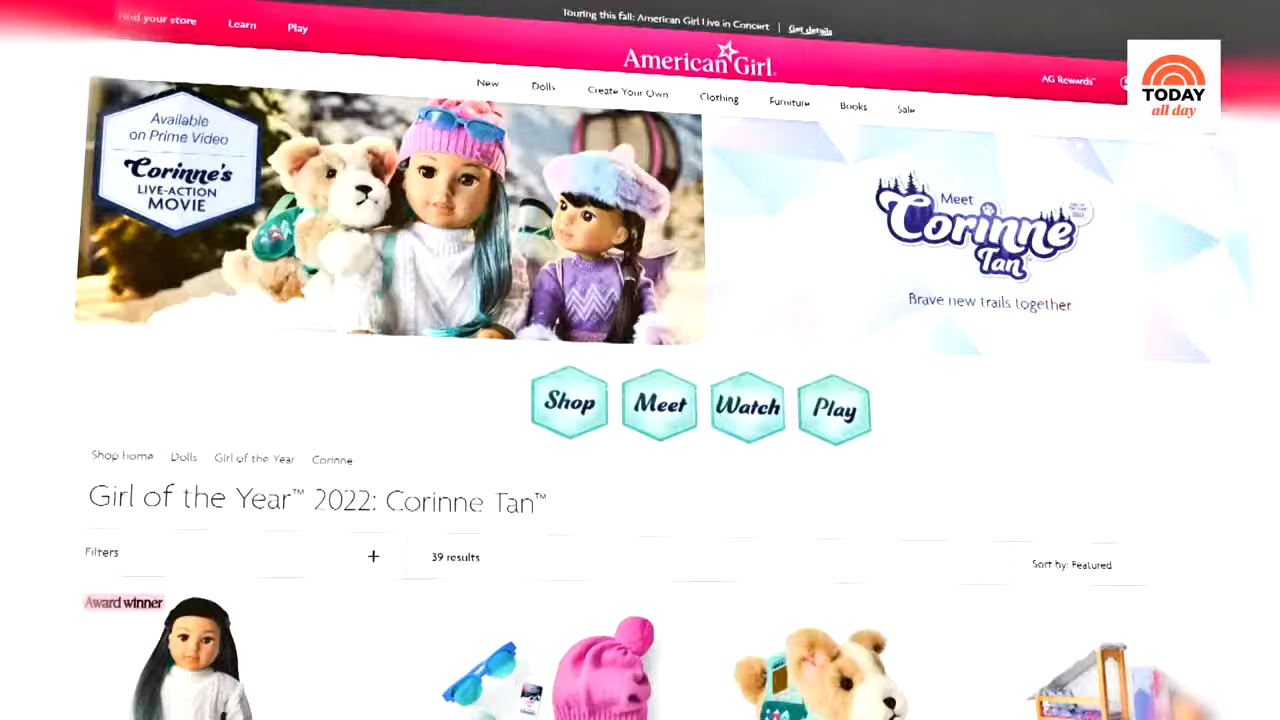 Touring this fall: American Girl Live in Concert | Get details
Find your store
Learn
Play
American Girl
AG Rewards™
TODAY
all day
New
Dolls
Create Your Own
Clothing
Furniture
Books
Sale
Available
on Prime Video
Corinne's
LIVE-ACTION
MOVIE
Meet
Corinne
Tan™
Brave new trails together
Shop
Meet
Watch
Play
Shop home
Dolls
Girl of the Year
Corinne
Girl of the Year™ 2022: Corinne Tan™
Filters
+
39 results
Sort by: Featured
Award winner